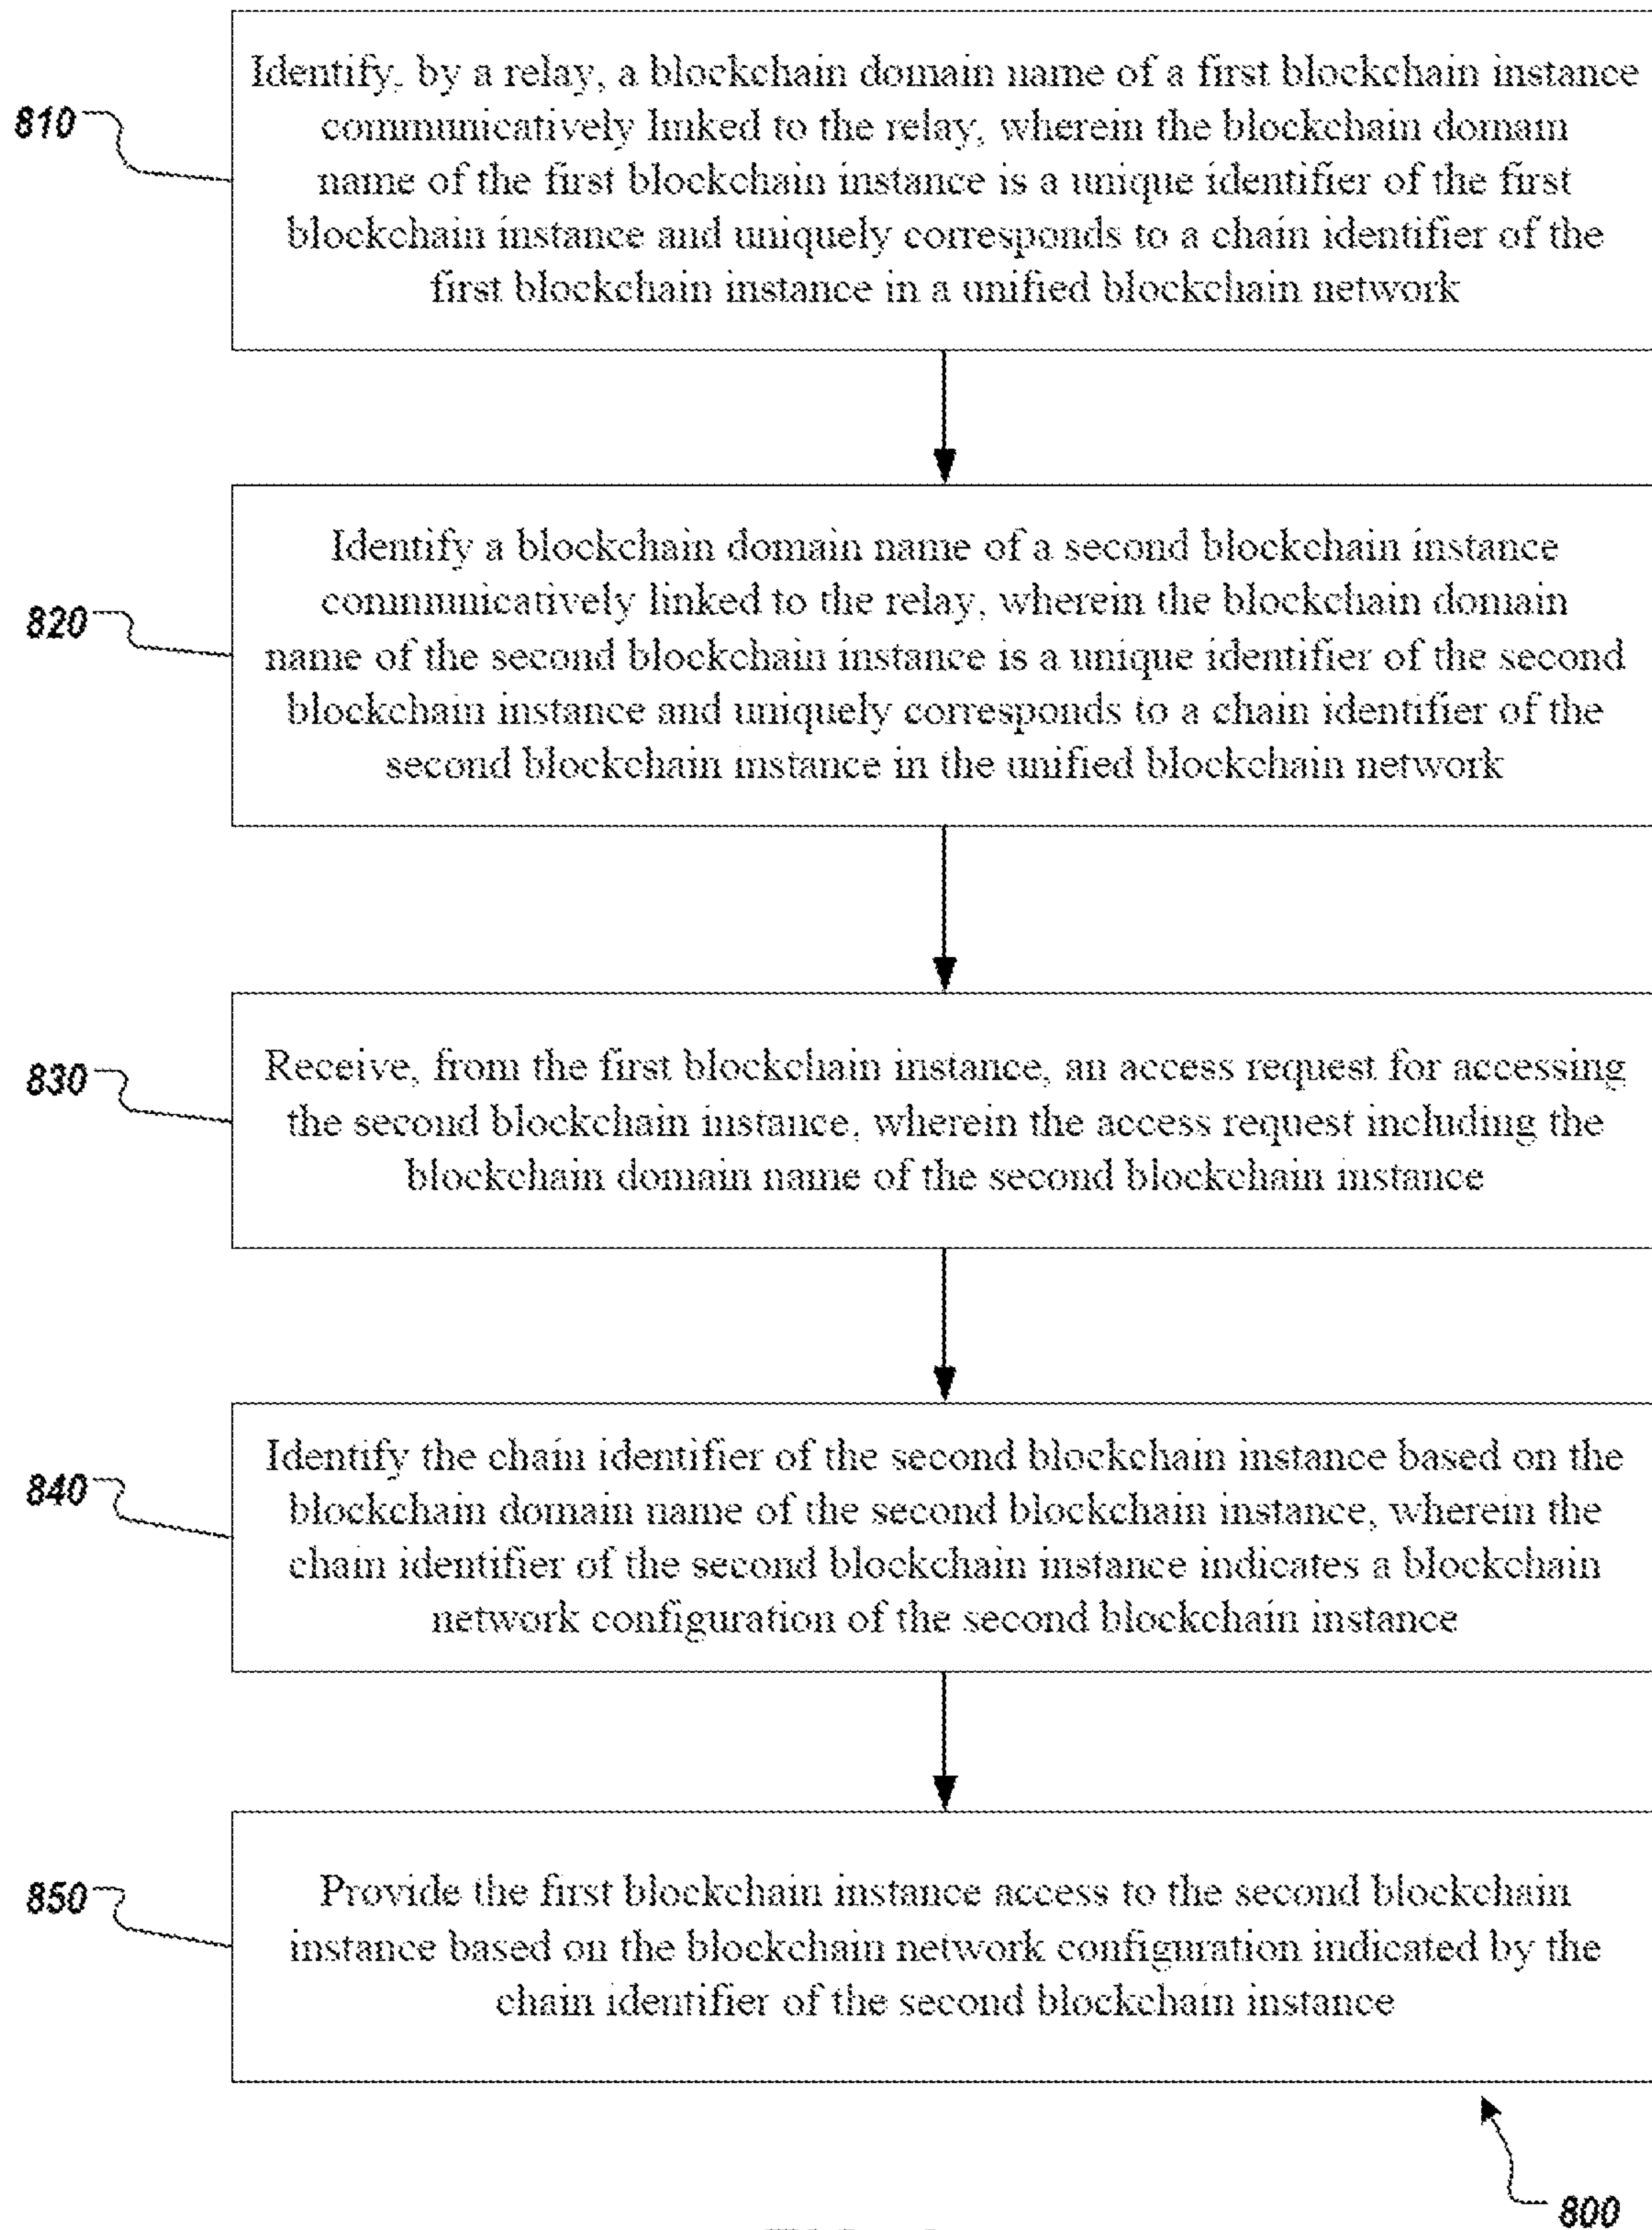 810
Identify, by a relay, a blockchain domain name of a first blockchain instance
communicatively linked to the relay, wherein the blockchain domain
name of the first blockchain instance is a unique identifier of the first
blockchain instance and uniquely corresponds to a chain identifier of the
first blockchain instance in a unified blockchain network
820
Identify a blockchain domain name of a second blockchain instance
communicatively linked to the relay, wherein the blockchain domain
name of the second blockchain instance is a unique identifier of the second
blockchain instance and uniquely corresponds to a chain identifier of the
second blockchain instance in the unified blockchain network
830
Receive, from the first blockchain instance, an access request for accessing
the second blockchain instance, wherein the access request including the
blockchain domain name of the second blockchain instance
840
Identify the chain identifier of the second blockchain instance based on the
blockchain domain name of the second blockchain instance, wherein the
chain identifier of the second blockchain instance indicates a blockchain
network configuration of the second blockchain instance
850
Provide the first blockchain instance access to the second blockchain
instance based on the blockchain network configuration indicated by the
chain identifier of the second blockchain instance
800